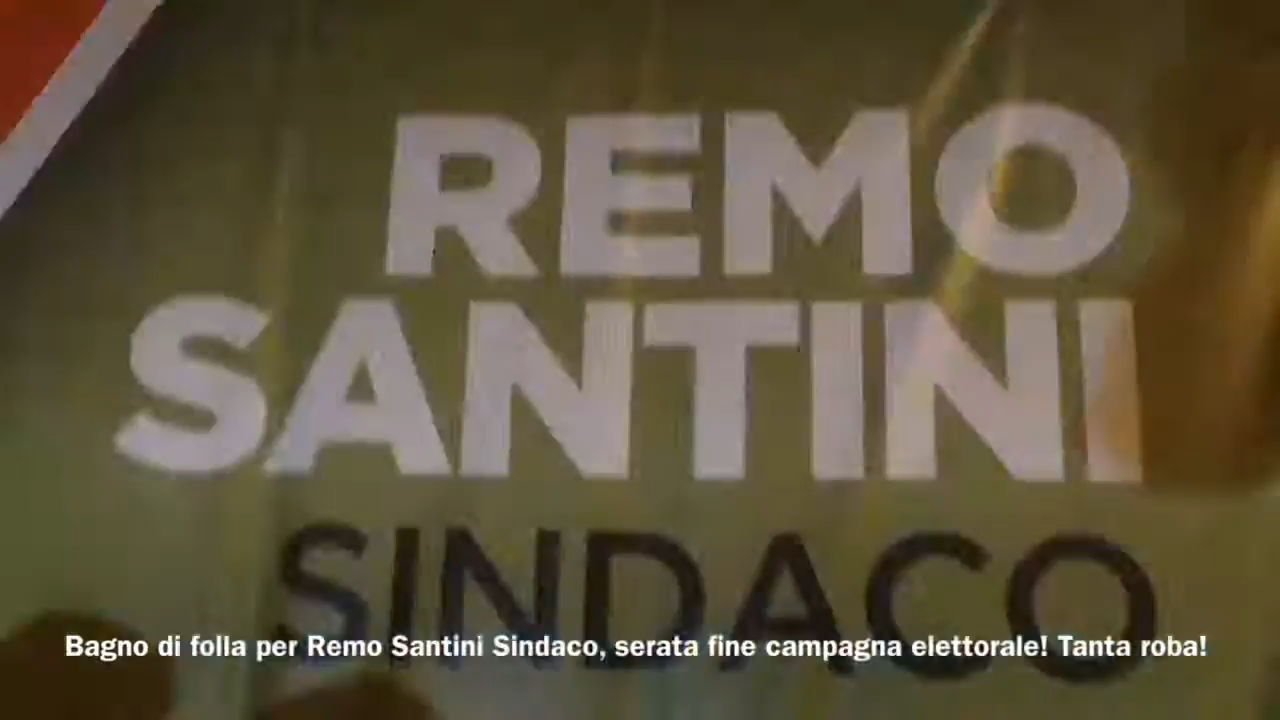 REMO
SANTINI
SINDACO
Bagno di folla per Remo Santini Sindaco, serata fine campagna elettorale! Tanta roba!